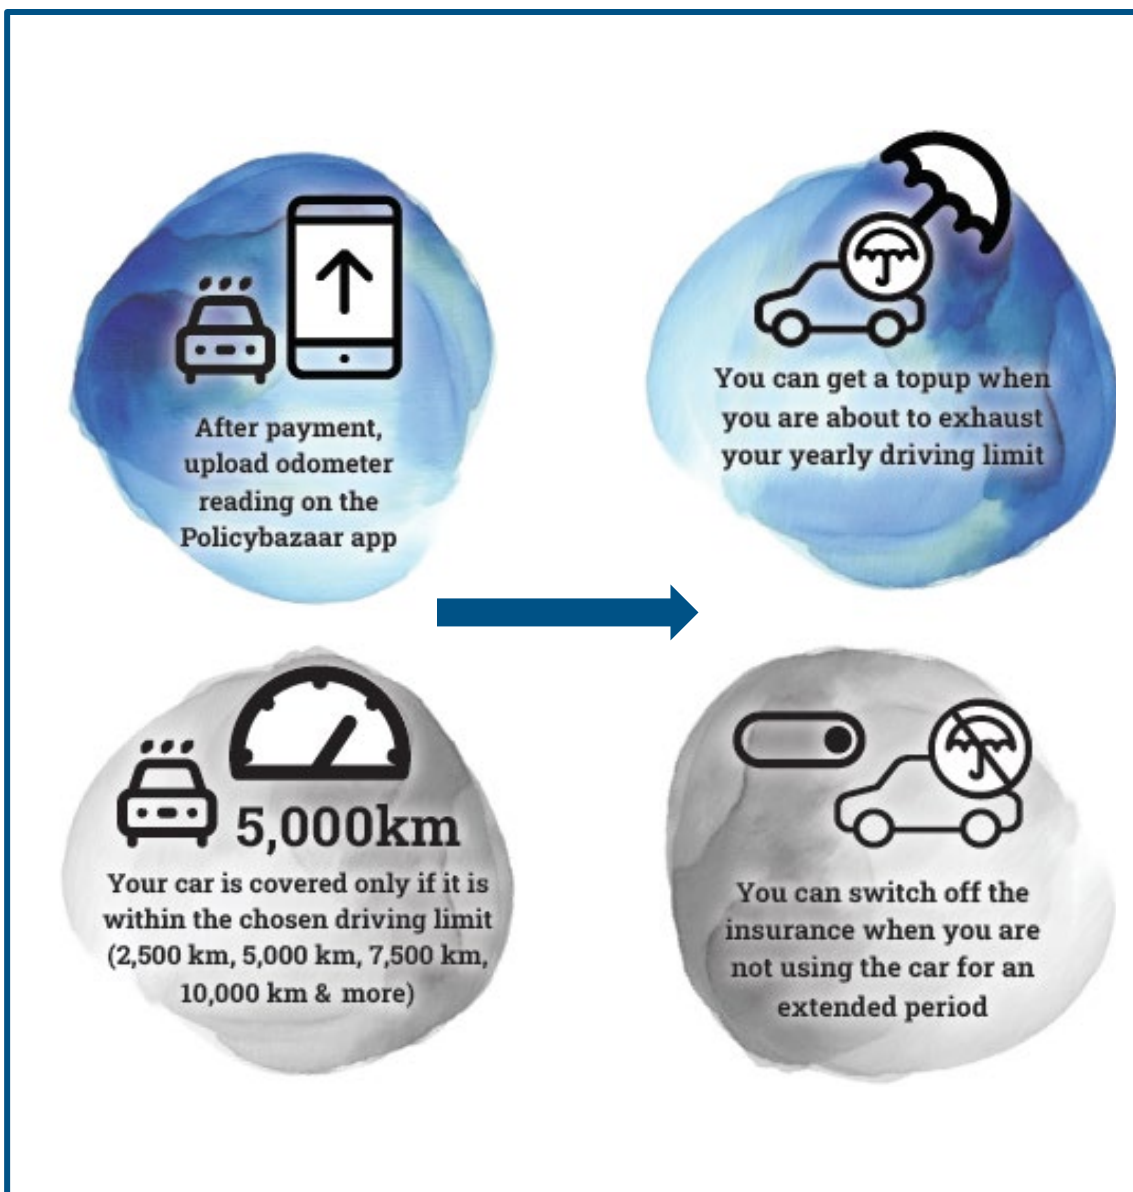 After payment,
upload odometer
reading on the
Policybazaar app
You can get a topup when
you are about to exhaust
your yearly driving limit
5,000km
Your car is covered only if it is
within the chosen driving limit
(2,500 km, 5,000 km, 7,500 km,
10,000 km & more)
You can switch off the
insurance when you are
not using the car for an
extended period